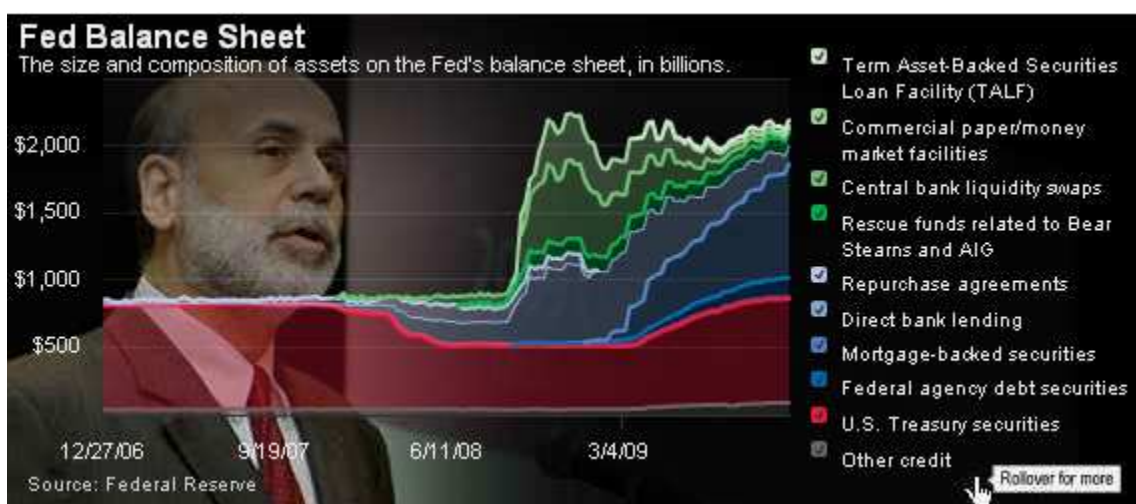 Fed Balance Sheet
The size and composition of assets on the Fed's balance sheet, in billions.
$2,000
$1,500
$1,000
$500
12/27/06
9/19/07
6/11/08
3/4/09
Source: Federal Reserve
Term Asset-Backed Securities
Loan Facility (TALF)
Commercial paper/money
market facilities
Central bank liquidity swaps
Rescue funds related to Bear
Stearns and AIG
Repurchase agreements
Direct bank lending
Mortgage-backed securities
Federal agency debt securities
U.S. Treasury securities
Other credit
Rollover for more